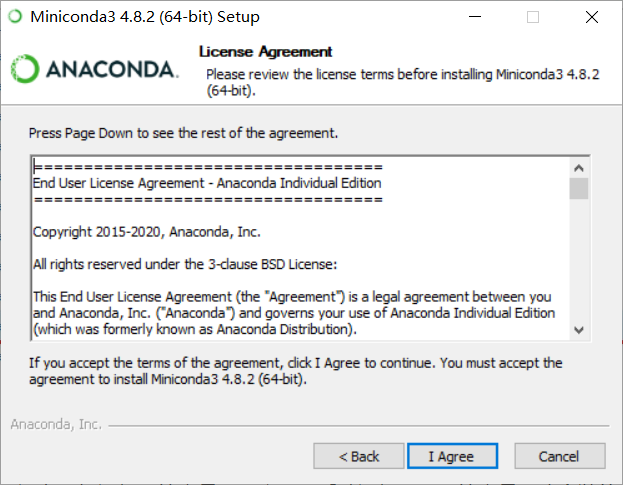 Miniconda3 4.8.2 (64-bit) Setup
ANACONDA.
License Agreement
Please review the license terms before installing Miniconda3 4.8.2
(64-bit).
Press Page Down to see the rest of the agreement.
===================================
End User License Agreement - Anaconda Individual Edition
===================================
Copyright 2015-2020, Anaconda, Inc.
All rights reserved under the 3-clause BSD License:
This End User License Agreement (the "Agreement") is a legal agreement between you
and Anaconda, Inc. ("Anaconda") and governs your use of Anaconda Individual Edition
(which was formerly known as Anaconda Distribution).
If you accept the terms of the agreement, click I Agree to continue. You must accept the
agreement to install Miniconda3 4.8.2 (64-bit).
Anaconda, Inc.
< Back
I Agree
Cancel